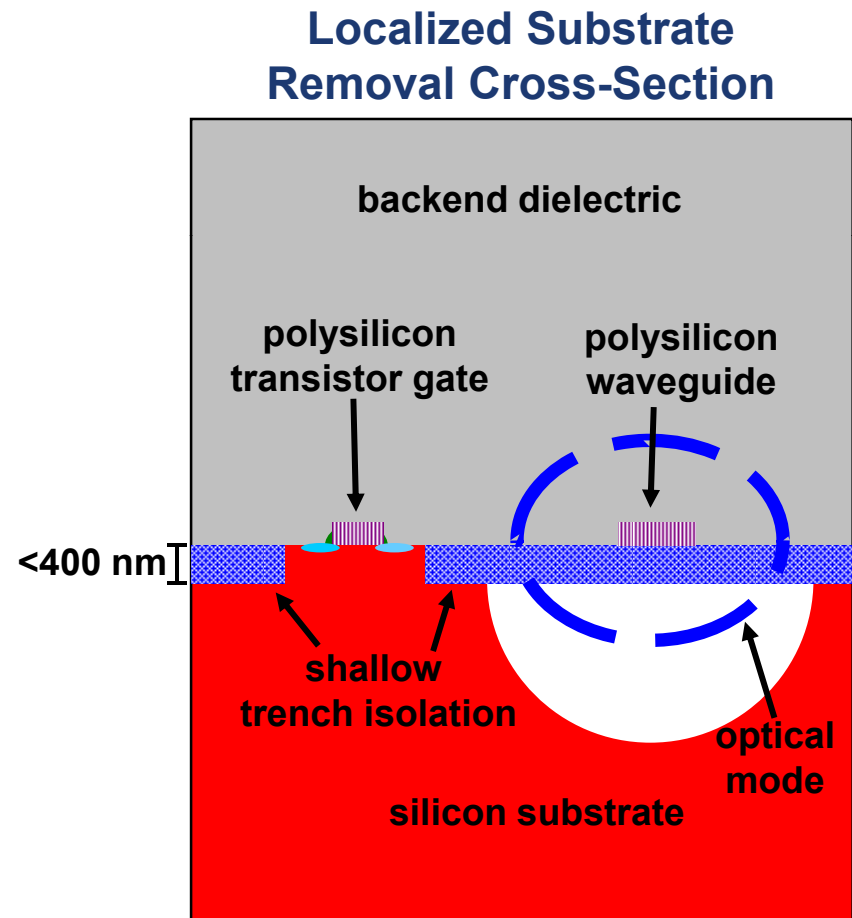 Localized Substrate
Removal Cross-Section
backend dielectric
polysilicon
transistor gate
polysilicon
waveguide
<400 nm
shallow
trench isolation
optical
mode
silicon substrate